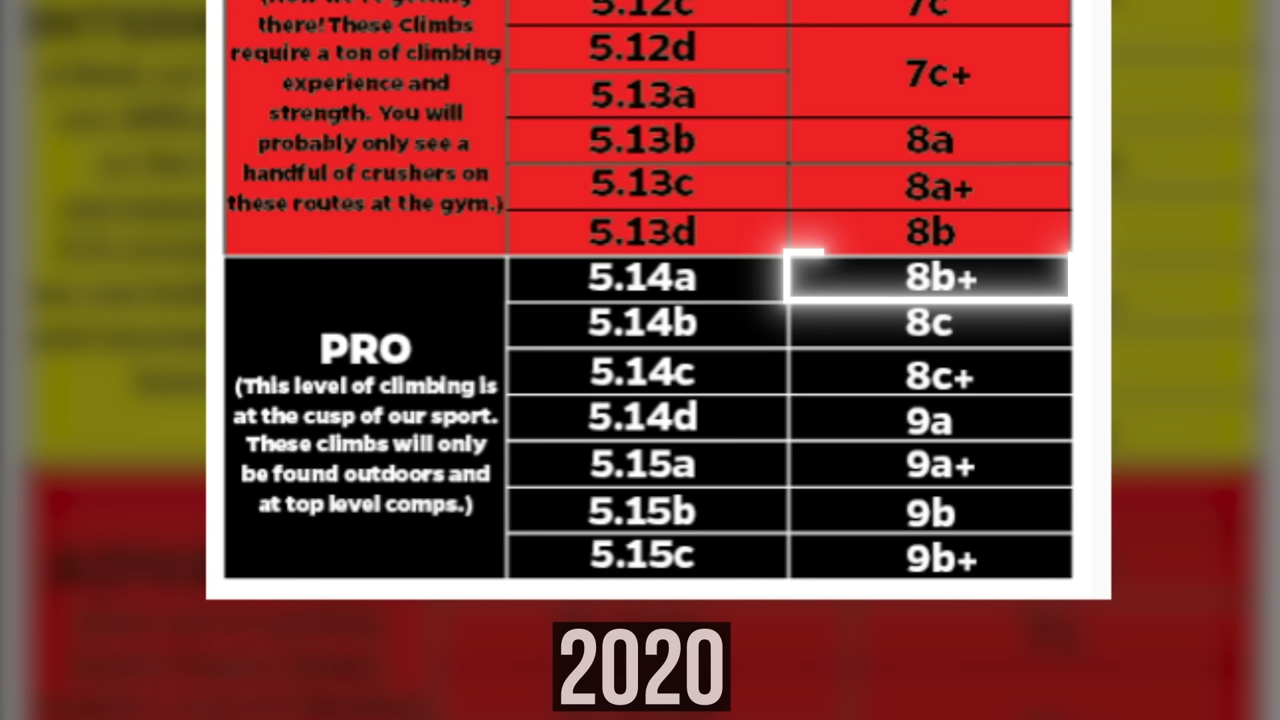 there! These Climbs
require a ton of climbing
experience and
strength. You will
probably only see a
handful of crushers on
these routes at the gym.)
5.12c 7c
5.12d
7c+
5.13a
5.13b 8a
5.13c 8a+
5.13d 8b
PRO
(This level of climbing is
at the cusp of our sport.
These climbs will only
be found outdoors and
at top level comps.)
5.14a 8b+
5.14b 8c
5.14c 8c+
5.14d 9a
5.15a 9a+
5.15b 9b
5.15c 9b+
2020